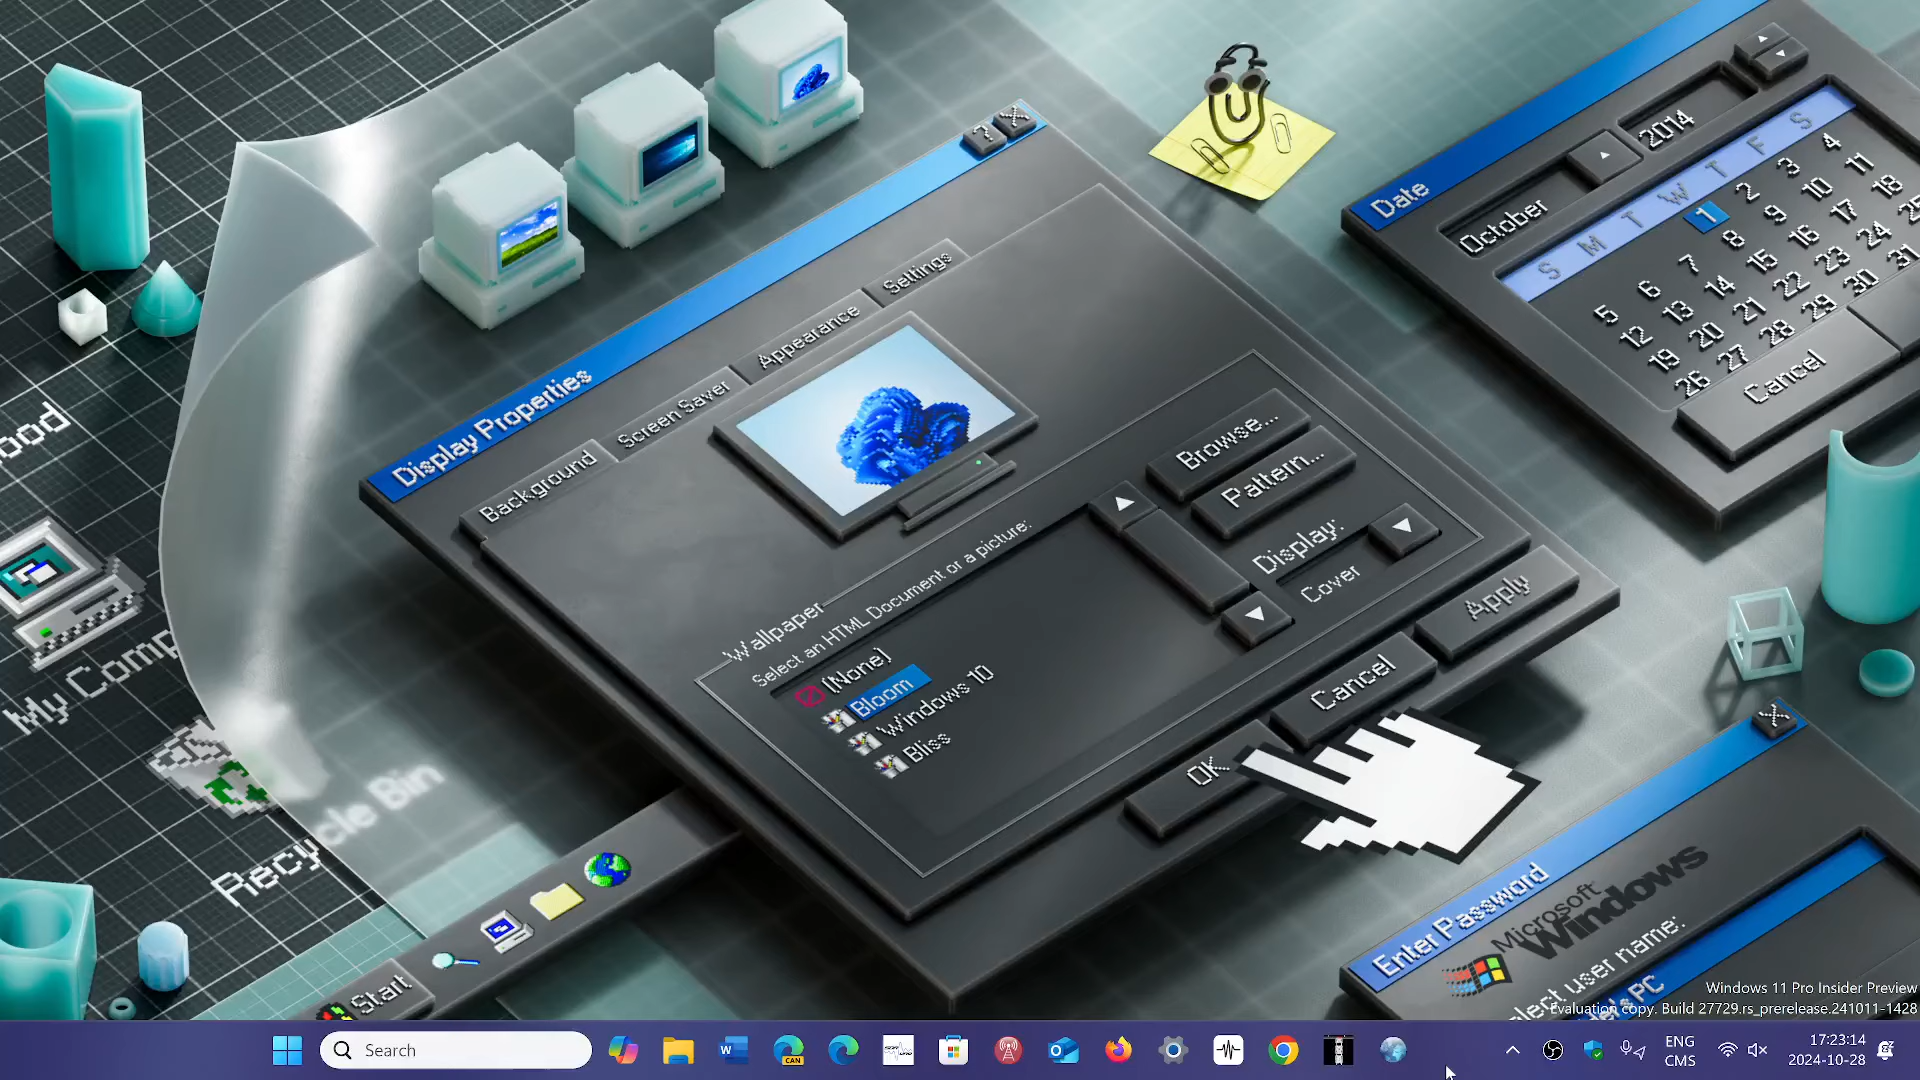 Display Properties
?
X
Background
Screen Saver
Appearance
Settings
Wallpaper
Select an HTML Document or a picture:
(None)
Bloom
Windows 10
Bliss
Browse...
Pattern...
Display:
Cover
OK
Cancel
Apply
Date
October
2014
S M T W T F S
1 2 3 4
5 6 7 8 9 10 11
12 13 14 15 16 17 18
19 20 21 22 23 24
26 27 28 29 30 31
Cancel
My Comp
Recycle Bin
Start
Enter Password
X
Microsoft
Windows
elect user name:
's PC
Windows 11 Pro Insider Preview
Evaluation copy. Build 27729.rs_prerelease.241011-1428
Search
W
CAN
ENG
CMS
17:23:14
2024-10-28